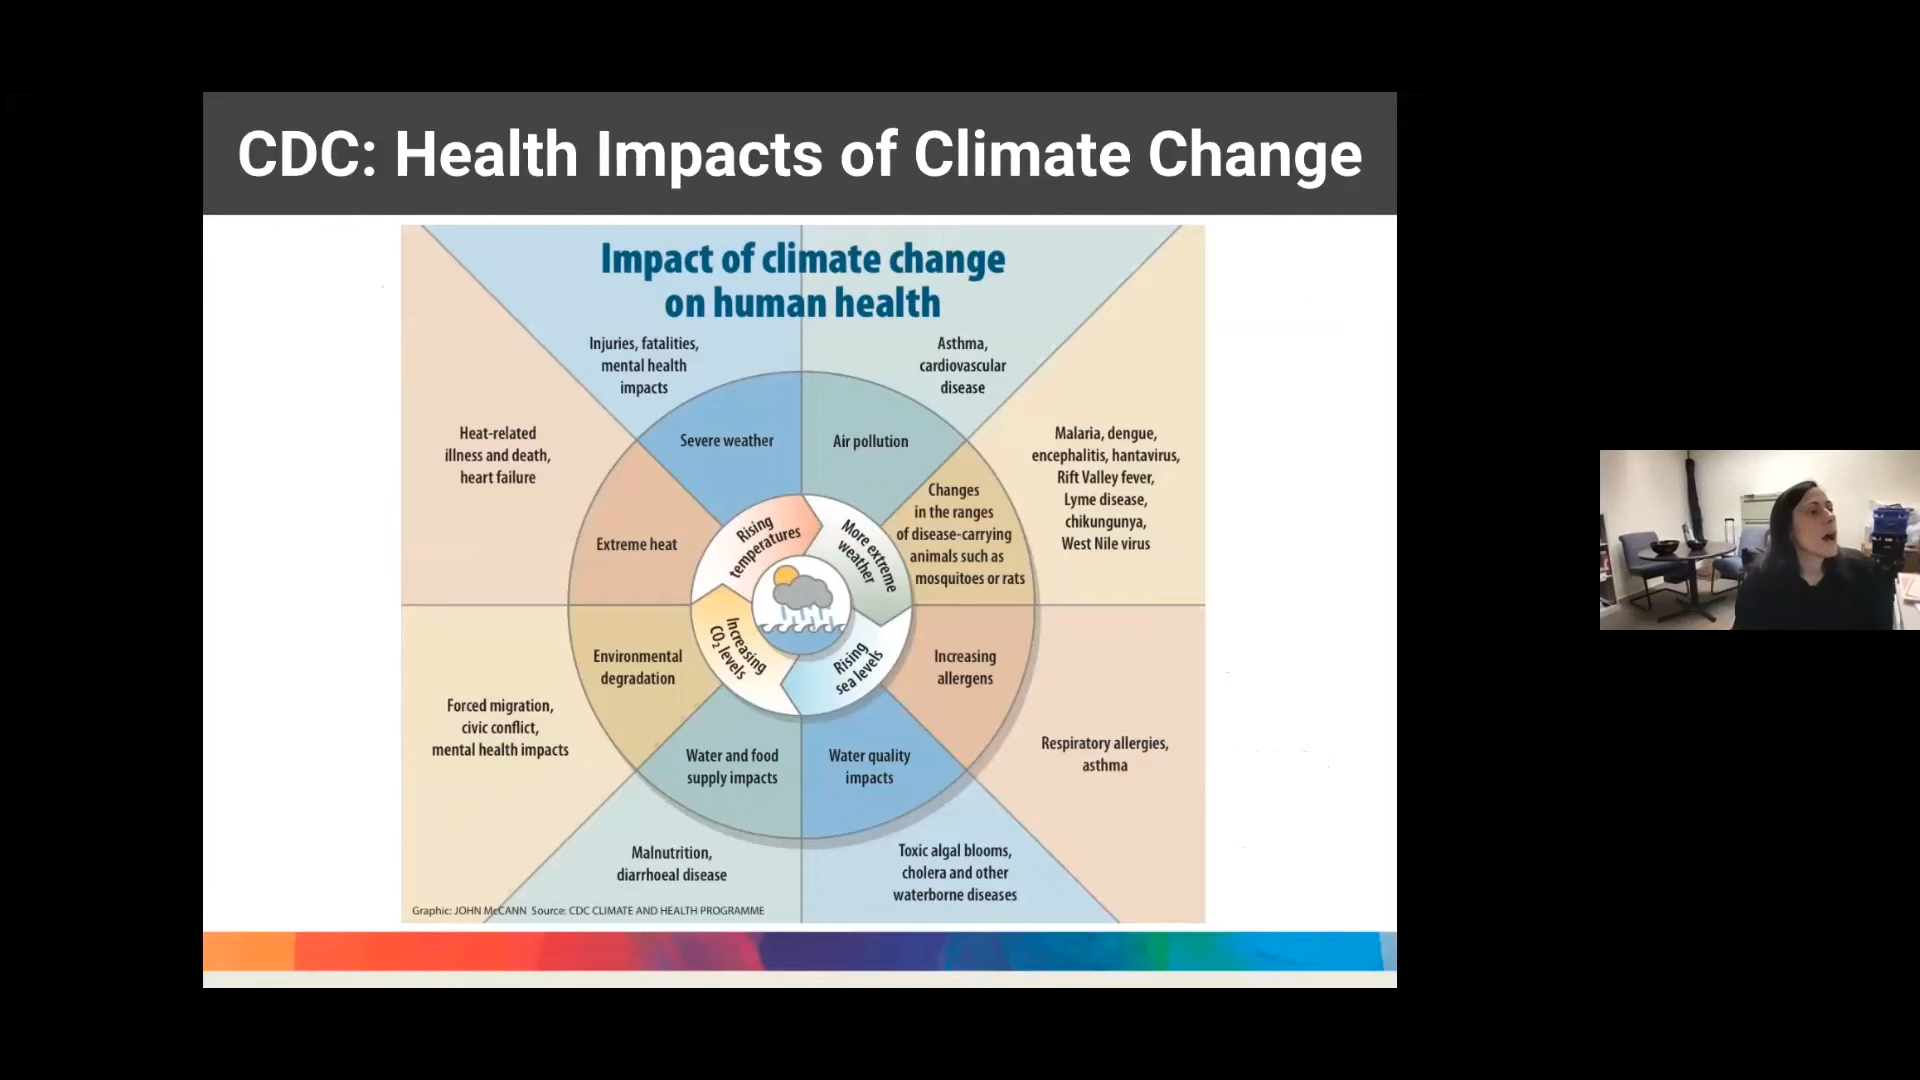 CDC: Health Impacts of Climate Change
Impact of climate change
on human health
Injuries, fatalities,
mental health
impacts
Asthma,
cardiovascular
disease
Heat-related
illness and death,
heart failure
Malaria, dengue,
encephalitis, hantavirus,
Rift Valley fever,
Lyme disease,
chikungunya,
West Nile virus
Severe weather
Air pollution
Extreme heat
Changes
in the ranges
of disease-carrying
animals such as
mosquitoes or rats
Rising
temperatures
More extreme
weather
Increasing
CO₂ levels
Rising
sea levels
Environmental
degradation
Increasing
allergens
Forced migration,
civic conflict,
mental health impacts
Water and food
supply impacts
Water quality
impacts
Respiratory allergies,
asthma
Malnutrition,
diarrhoeal disease
Toxic algal blooms,
cholera and other
waterborne diseases
Graphic: JOHN McCANN Source: CDC CLIMATE AND HEALTH PROGRAMME